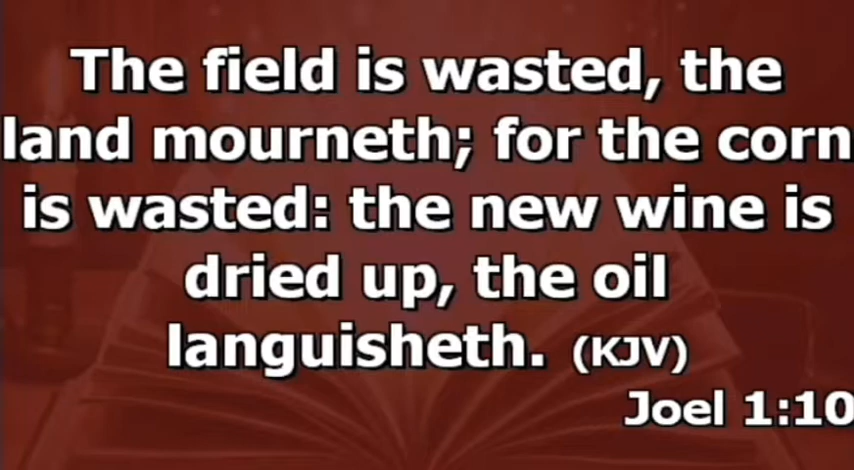 The field is wasted, the
land mourneth; for the corn
is wasted: the new wine is
dried up, the oil
languisheth. (KJV)
Joel 1:10